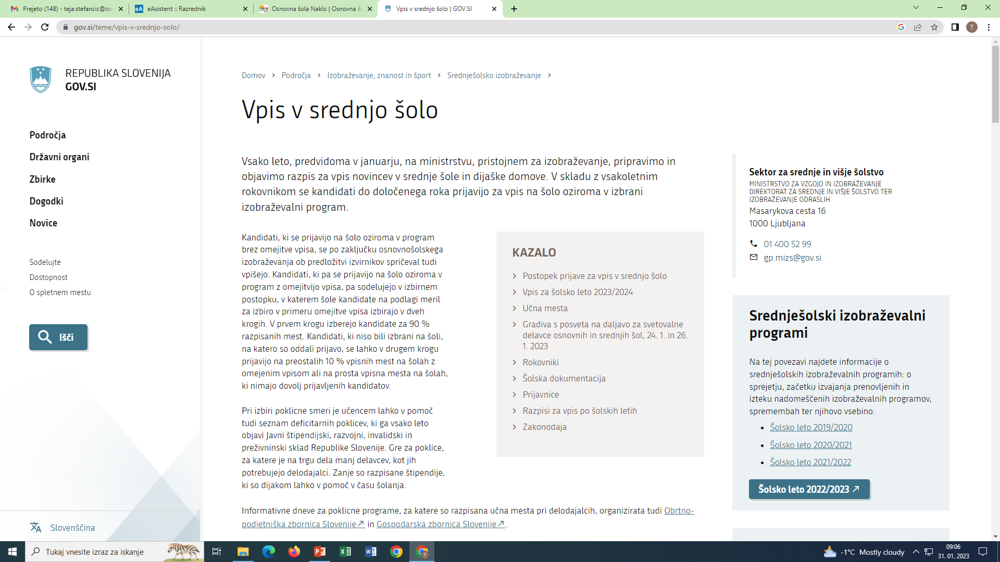 Prejeto (148) - teja.stefancic@os-
eAsistent :: Razrednik
Osnovna šola Naklo | Osnovna šo
Vpis v srednjo šolo | GOV.SI
gov.si/teme/vpis-v-srednjo-solo/
T
REPUBLIKA SLOVENIJA
GOV.SI
Področja
Državni organi
Zbirke
Dogodki
Novice
Sodelujte
Dostopnost
O spletnem mestu
Išči
Slovenščina
Domov > Področja > Izobraževanje, znanost in šport > Srednješolsko izobraževanje >
Vpis v srednjo šolo
Vsako leto, predvidoma v januarju, na ministrstvu, pristojnem za izobraževanje, pripravimo in
objavimo razpis za vpis novincev v srednje šole in dijaške domove. V skladu z vsakoletnim
rokovnikom se kandidati do določenega roka prijavijo za vpis na šolo oziroma v izbrani
izobraževalni program.
Kandidati, ki se prijavijo na šolo oziroma v program
brez omejitve vpisa, se po zaključku osnovnošolskega
izobraževanja ob predložitvi izvirnikov spričeval tudi
vpišejo. Kandidati, ki pa se prijavijo na šolo oziroma v
program z omejitvijo vpisa, pa sodelujejo v izbirnem
postopku, v katerem šole kandidate na podlagi meril
za izbiro v primeru omejitve vpisa izbirajo v dveh
krogih. V prvem krogu izberejo kandidate za 90 %
razpisanih mest. Kandidati, ki niso bili izbrani na šoli,
na katero so oddali prijavo, se lahko v drugem krogu
prijavijo na preostalih 10 % vpisnih mest na šolah z
omejenim vpisom ali na prosta vpisna mesta na šolah,
ki nimajo dovolj prijavljenih kandidatov.
Pri izbiri poklicne smeri je učencem lahko v pomoč
tudi seznam deficitarnih poklicev, ki ga vsako leto
objavi Javni štipendijski, razvojni, invalidski in
preživninski sklad Republike Slovenije. Gre za poklice,
za katere je na trgu dela manj delavcev, kot jih
potrebujejo delodajalci. Zanje so razpisane štipendije,
ki so dijakom lahko v pomoč v času šolanja.
Informativne dneve za poklicne programe, za katere so razpisana učna mesta pri delodajalcih, organizirata tudi Obrtno-
podjetniška zbornica Slovenije in Gospodarska zbornica Slovenije.
KAZALO
Postopek prijave za vpis v srednjo šolo
Vpis za šolsko leto 2023/2024
Učna mesta
Gradiva s posveta na daljavo za svetovalne
delavce osnovnih in srednjih šol, 24. 1. in 26.
1. 2023
Rokovniki
Šolska dokumentacija
Prijavnice
Razpisi za vpis po šolskih letih
Zakonodaja
Sektor za srednje in višje šolstvo
MINISTRSTVO ZA VZGOJO IN IZOBRAŽEVANJE
DIREKTORAT ZA SREDNJE IN VIŠJE ŠOLSTVO TER
IZOBRAŽEVANJE ODRASLIH
Masarykova cesta 16
1000 Ljubljana
01 400 52 99
gp.mizs@gov.si
Srednješolski izobraževalni
programi
Na tej povezavi najdete informacije o
srednješolskih izobraževalnih programih: o
sprejetju, začetku izvajanja prenovljenih in
izteku nadomeščenih izobraževalnih programov,
spremembah ter njihovo vsebino.
Šolsko leto 2019/2020
Šolsko leto 2020/2021
Šolsko leto 2021/2022
Šolsko leto 2022/2023
Tukaj vnesite izraz za iskanje
-1°C Mostly cloudy
09:06
31. 01. 2023